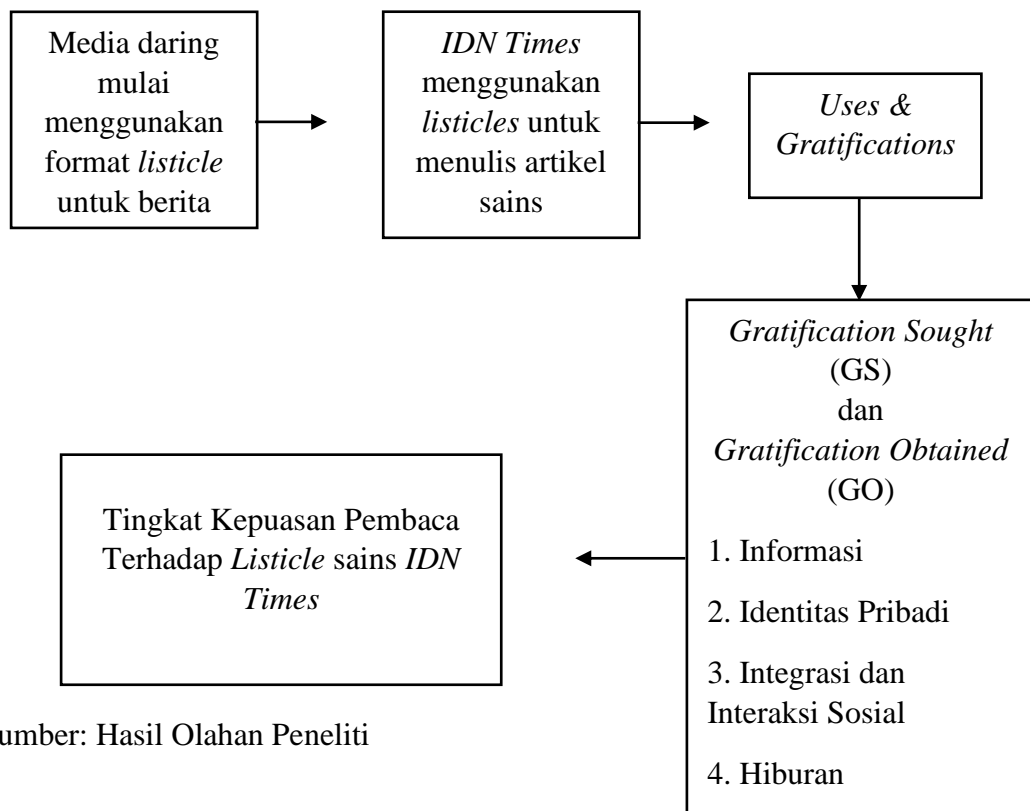 Media daring
mulai
menggunakan
format listicle
untuk berita
IDN Times
menggunakan
listicles untuk
menulis artikel
sains
Uses &
Gratifications
Gratification Sought
(GS)
dan
Gratification Obtained
(GO)
1. Informasi
2. Identitas Pribadi
3. Integrasi dan
Interaksi Sosial
4. Hiburan
Tingkat Kepuasan Pembaca
Terhadap Listicle sains IDN
Times
umber: Hasil Olahan Peneliti